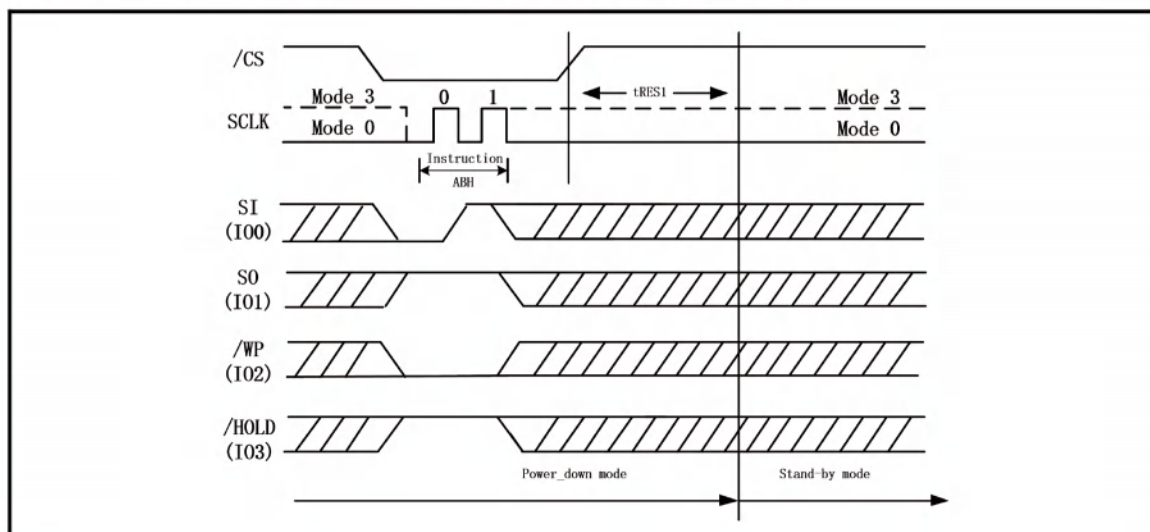 /CS
tRES1
Mode 3 0 1 Mode 3
SCLK
Mode 0 Mode 0
Instruction
ABH
SI
(IO0)
SO
(IO1)
/WP
(IO2)
/HOLD
(IO3)
Power_down mode Stand-by mode